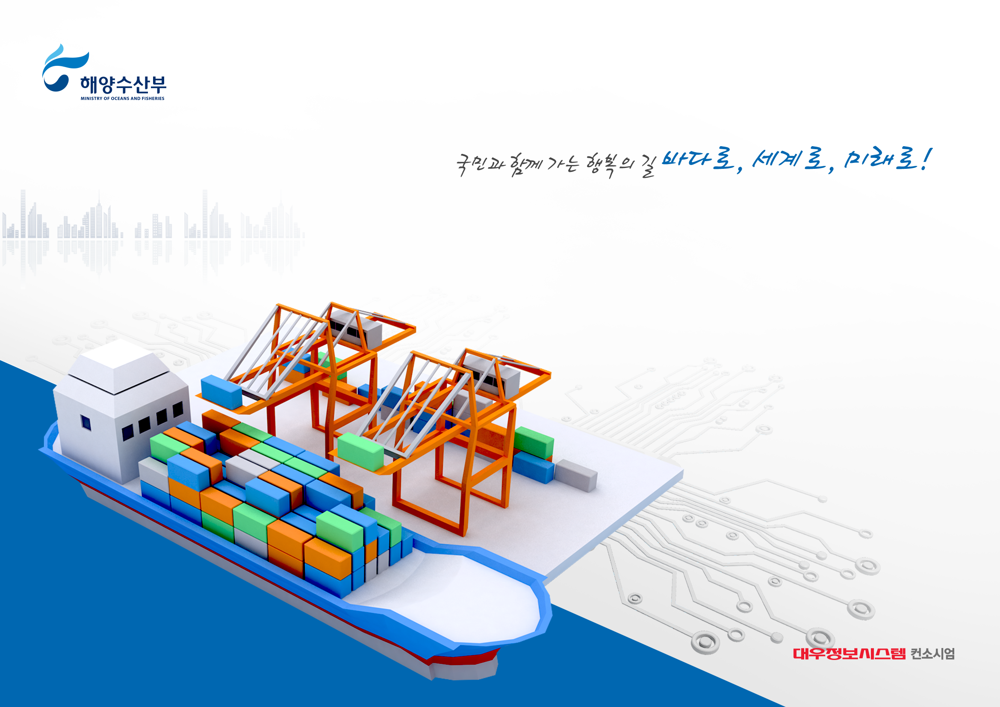 해양수산부
MINISTRY OF OCEANS AND FISHERIES
국민과 함께 가는 행복의 길 바다로, 세계로, 미래로!
대우정보시스템 컨소시엄